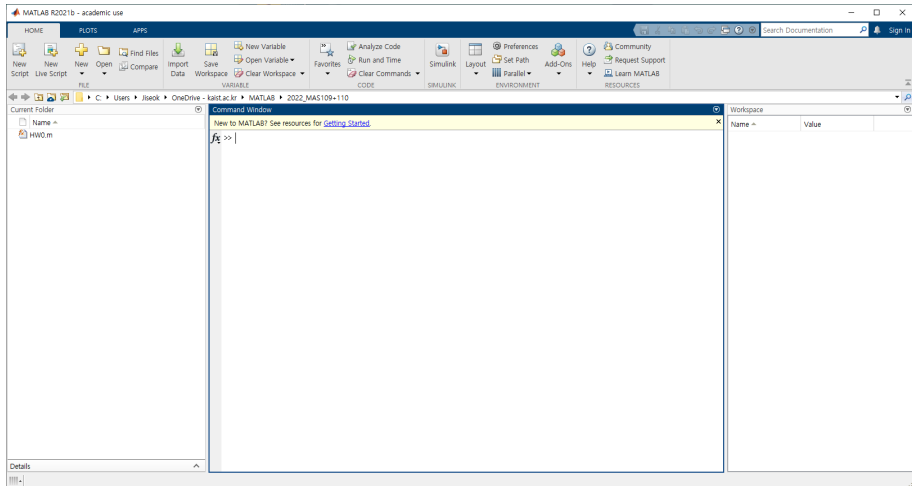 MATLAB R2021b - academic use
HOME PLOTS APPS Search Documentation Sign In
New Script New Live Script New Open Find Files Compare Import Data Save Workspace New Variable Open Variable Clear Workspace Favorites Analyze Code Run and Time Clear Commands Simulink Layout Preferences Set Path Parallel Add-Ons Help Community Request Support Learn MATLAB
FILE VARIABLE CODE SIMULINK ENVIRONMENT RESOURCES
C: Users Jiseok OneDrive - kaist.ac.kr MATLAB 2022_MAS109+110
Current Folder Command Window Workspace
Name New to MATLAB? See resources for Getting Started. Name Value
HW0.m fx >>
Details